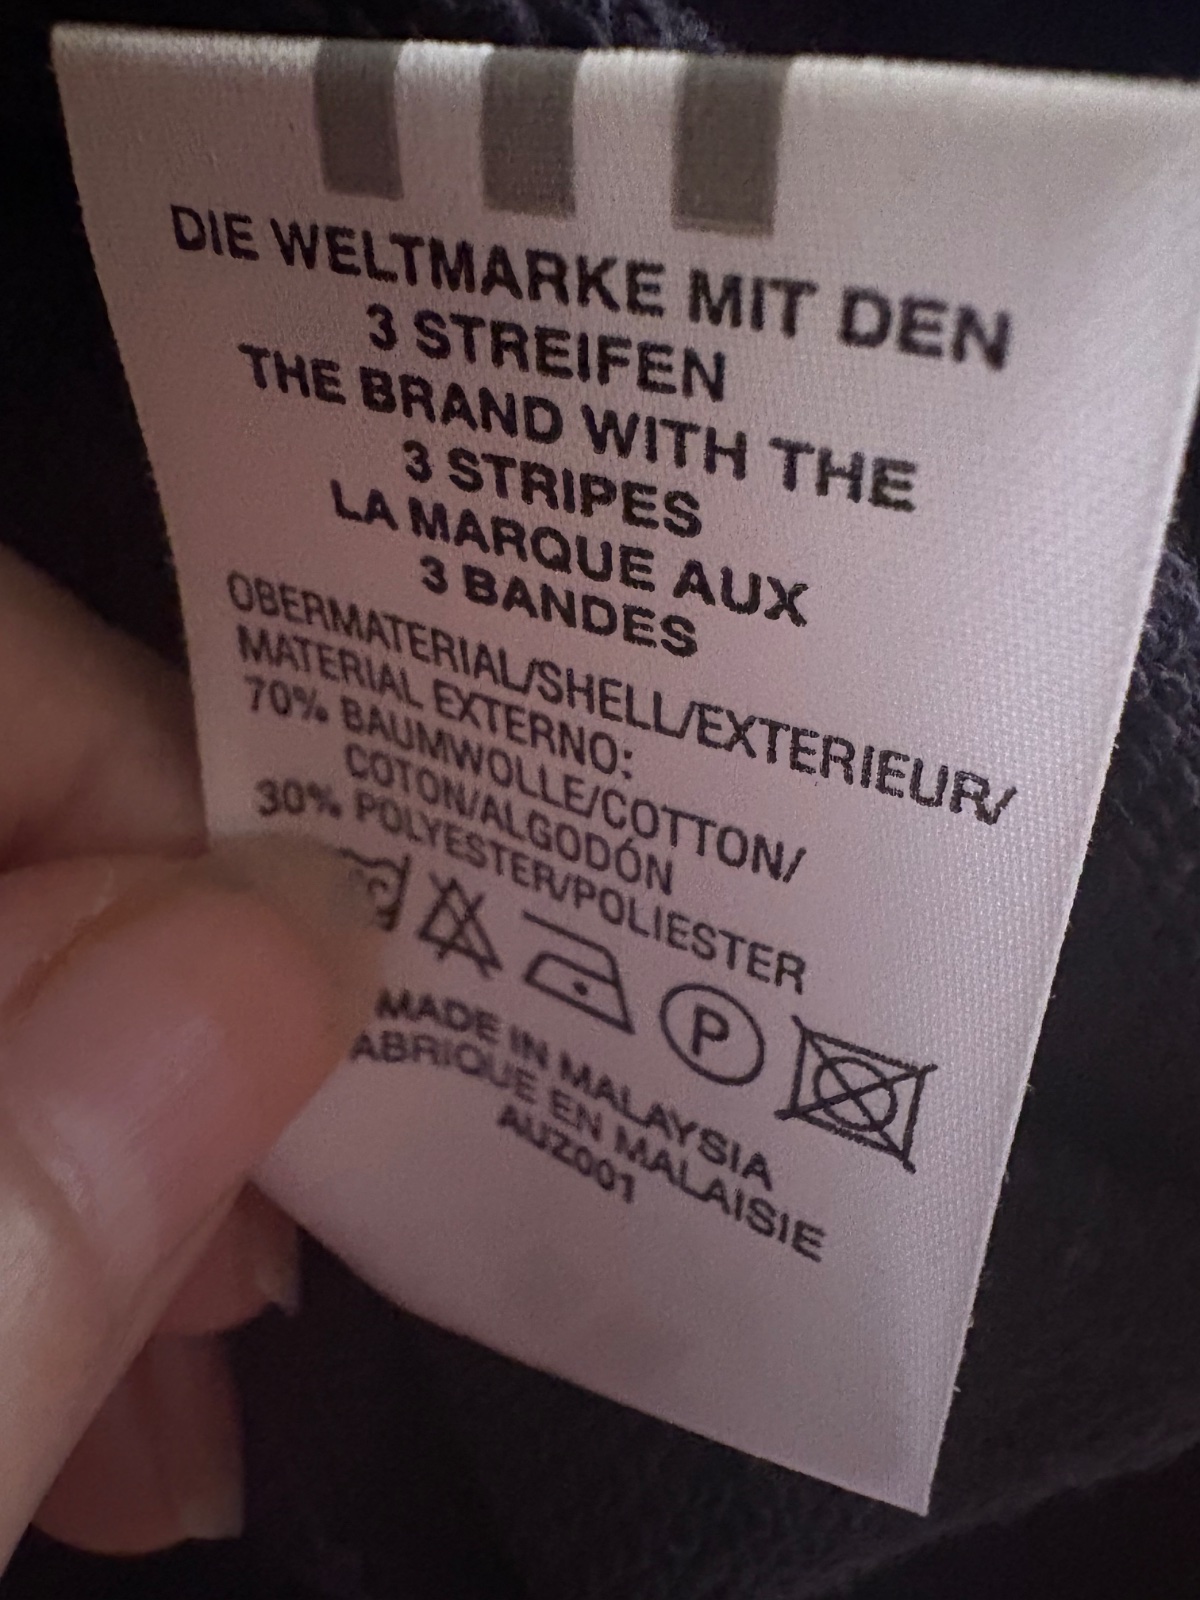 DIE WELTMARKE MIT DEN
3 STREIFEN
THE BRAND WITH THE
3 STRIPES
LA MARQUE AUX
3 BANDES
OBERMATERIAL/SHELL/EXTERIEUR/
MATERIAL EXTERNO:
70% BAUMWOLLE/COTTON/
COTON/ALGODÓN
30% POLYESTER/POLIESTER
P
MADE IN MALAYSIA
ABRIQUE EN MALAISIE
AUZ001